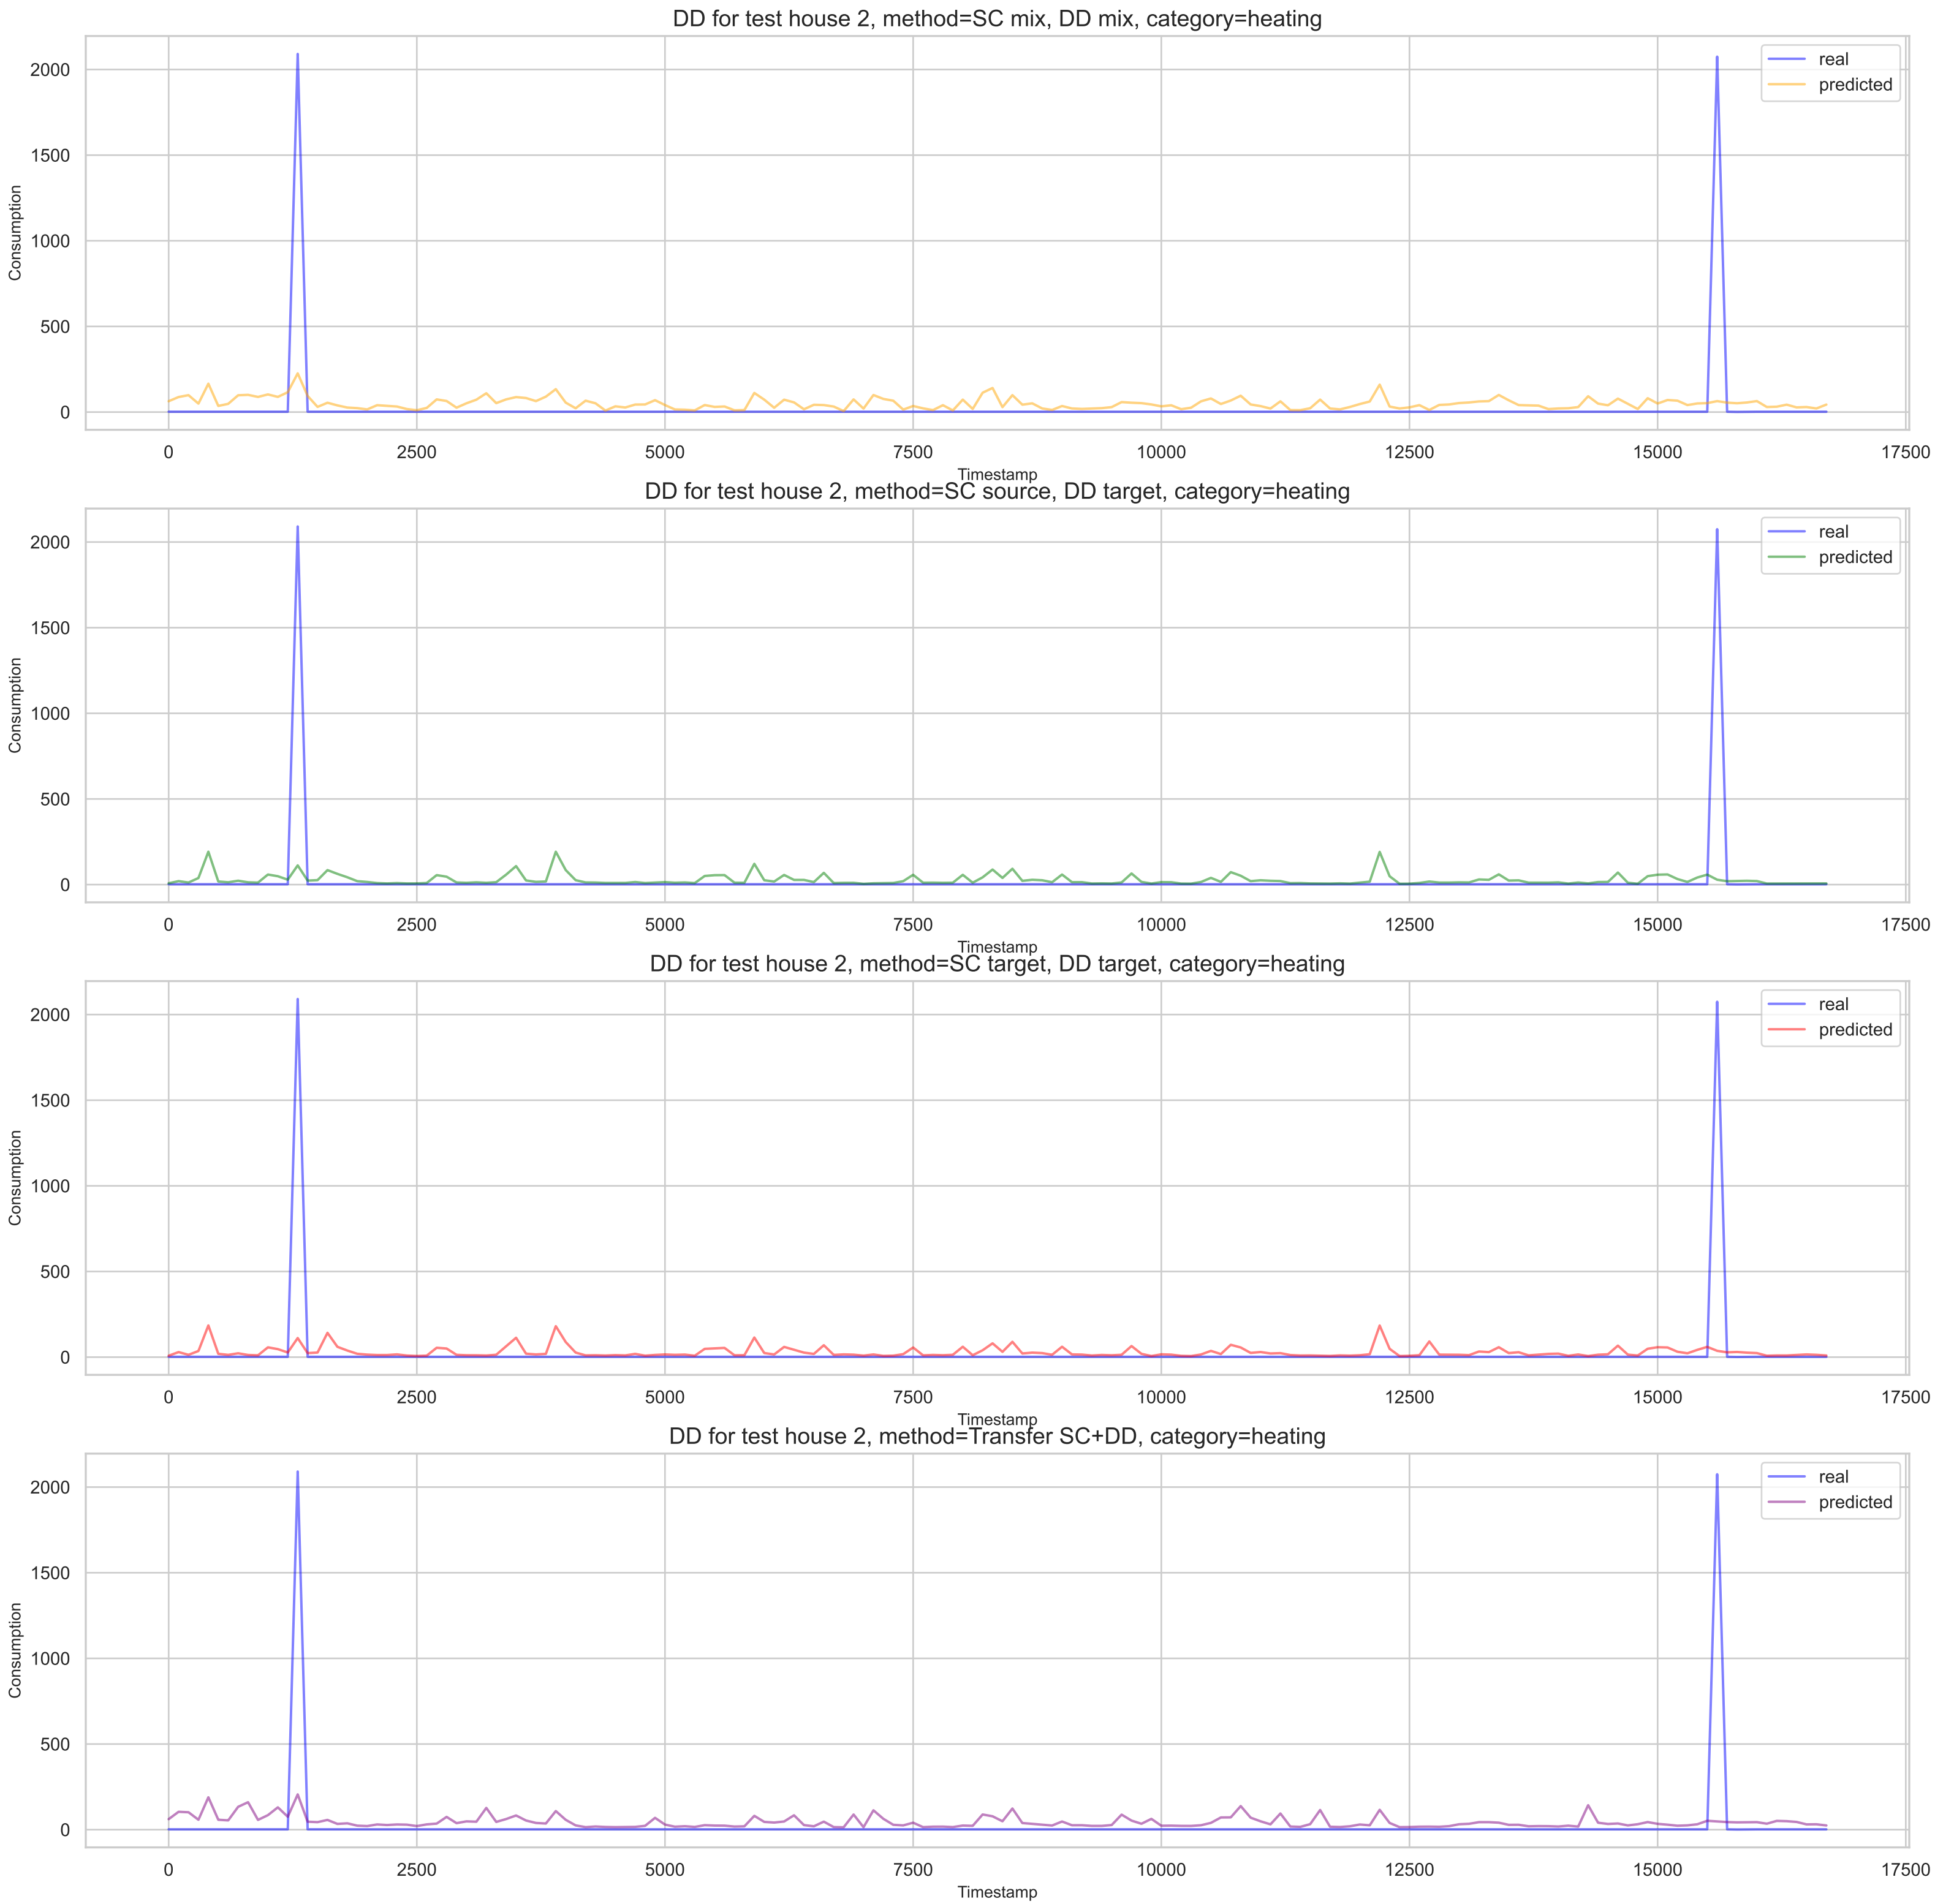 DD for test house 2, method=SC mix, DD mix, category=heating
real
predicted
2000
1500
1000
500
0
Consumption
0 2500 5000 7500 10000 12500 15000 17500
Timestamp
DD for test house 2, method=SC source, DD target, category=heating
real
predicted
2000
1500
1000
500
0
Consumption
0 2500 5000 7500 10000 12500 15000 17500
Timestamp
DD for test house 2, method=SC target, DD target, category=heating
real
predicted
2000
1500
1000
500
0
Consumption
0 2500 5000 7500 10000 12500 15000 17500
Timestamp
DD for test house 2, method=Transfer SC+DD, category=heating
real
predicted
2000
1500
1000
500
0
Consumption
0 2500 5000 7500 10000 12500 15000 17500
Timestamp